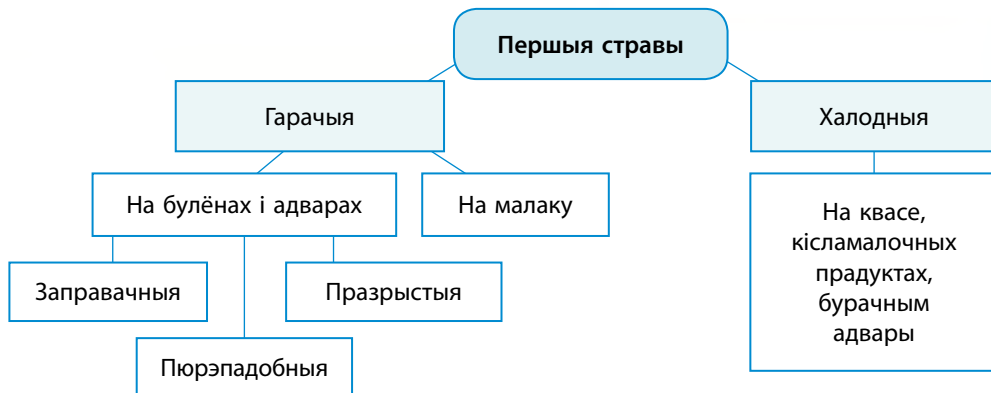 Першыя стравы
Гарачыя
Халодныя
На булёнах і адварах
На малаку
На квасе,
кісламалочных
прадуктах,
бурачным
адвары
Заправачныя
Празрыстыя
Пюрэпадобныя